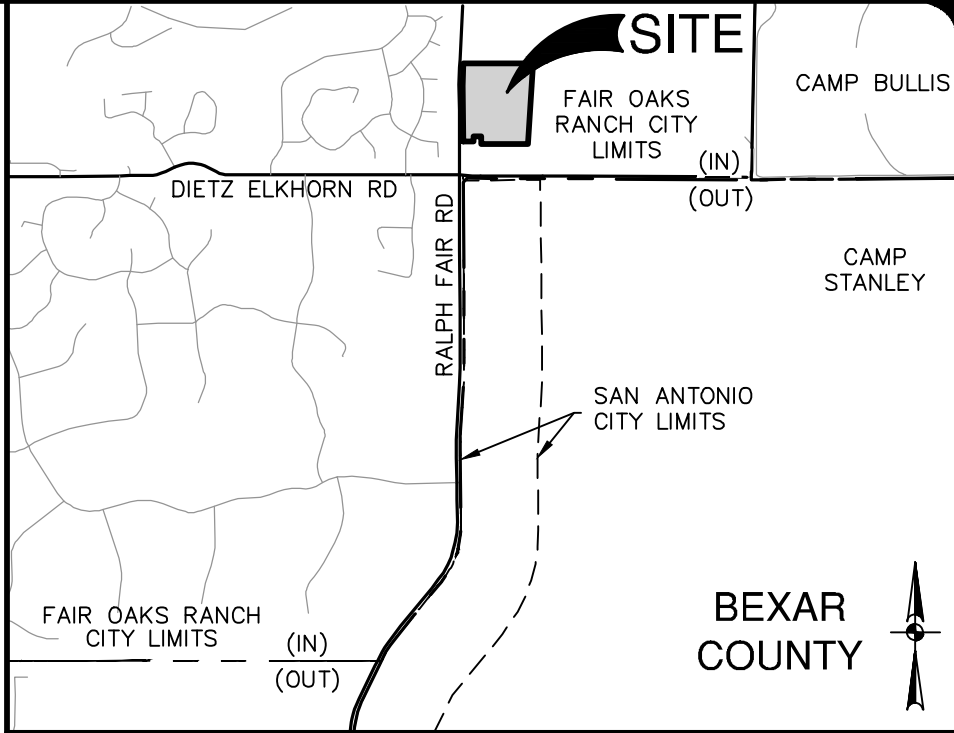 SITE
CAMP BULLIS
FAIR OAKS
RANCH CITY
LIMITS
(IN)
(OUT)
DIETZ ELKHORN RD
RALPH FAIR RD
CAMP
STANLEY
SAN ANTONIO
CITY LIMITS
FAIR OAKS RANCH
CITY LIMITS
(IN)
(OUT)
BEXAR
COUNTY